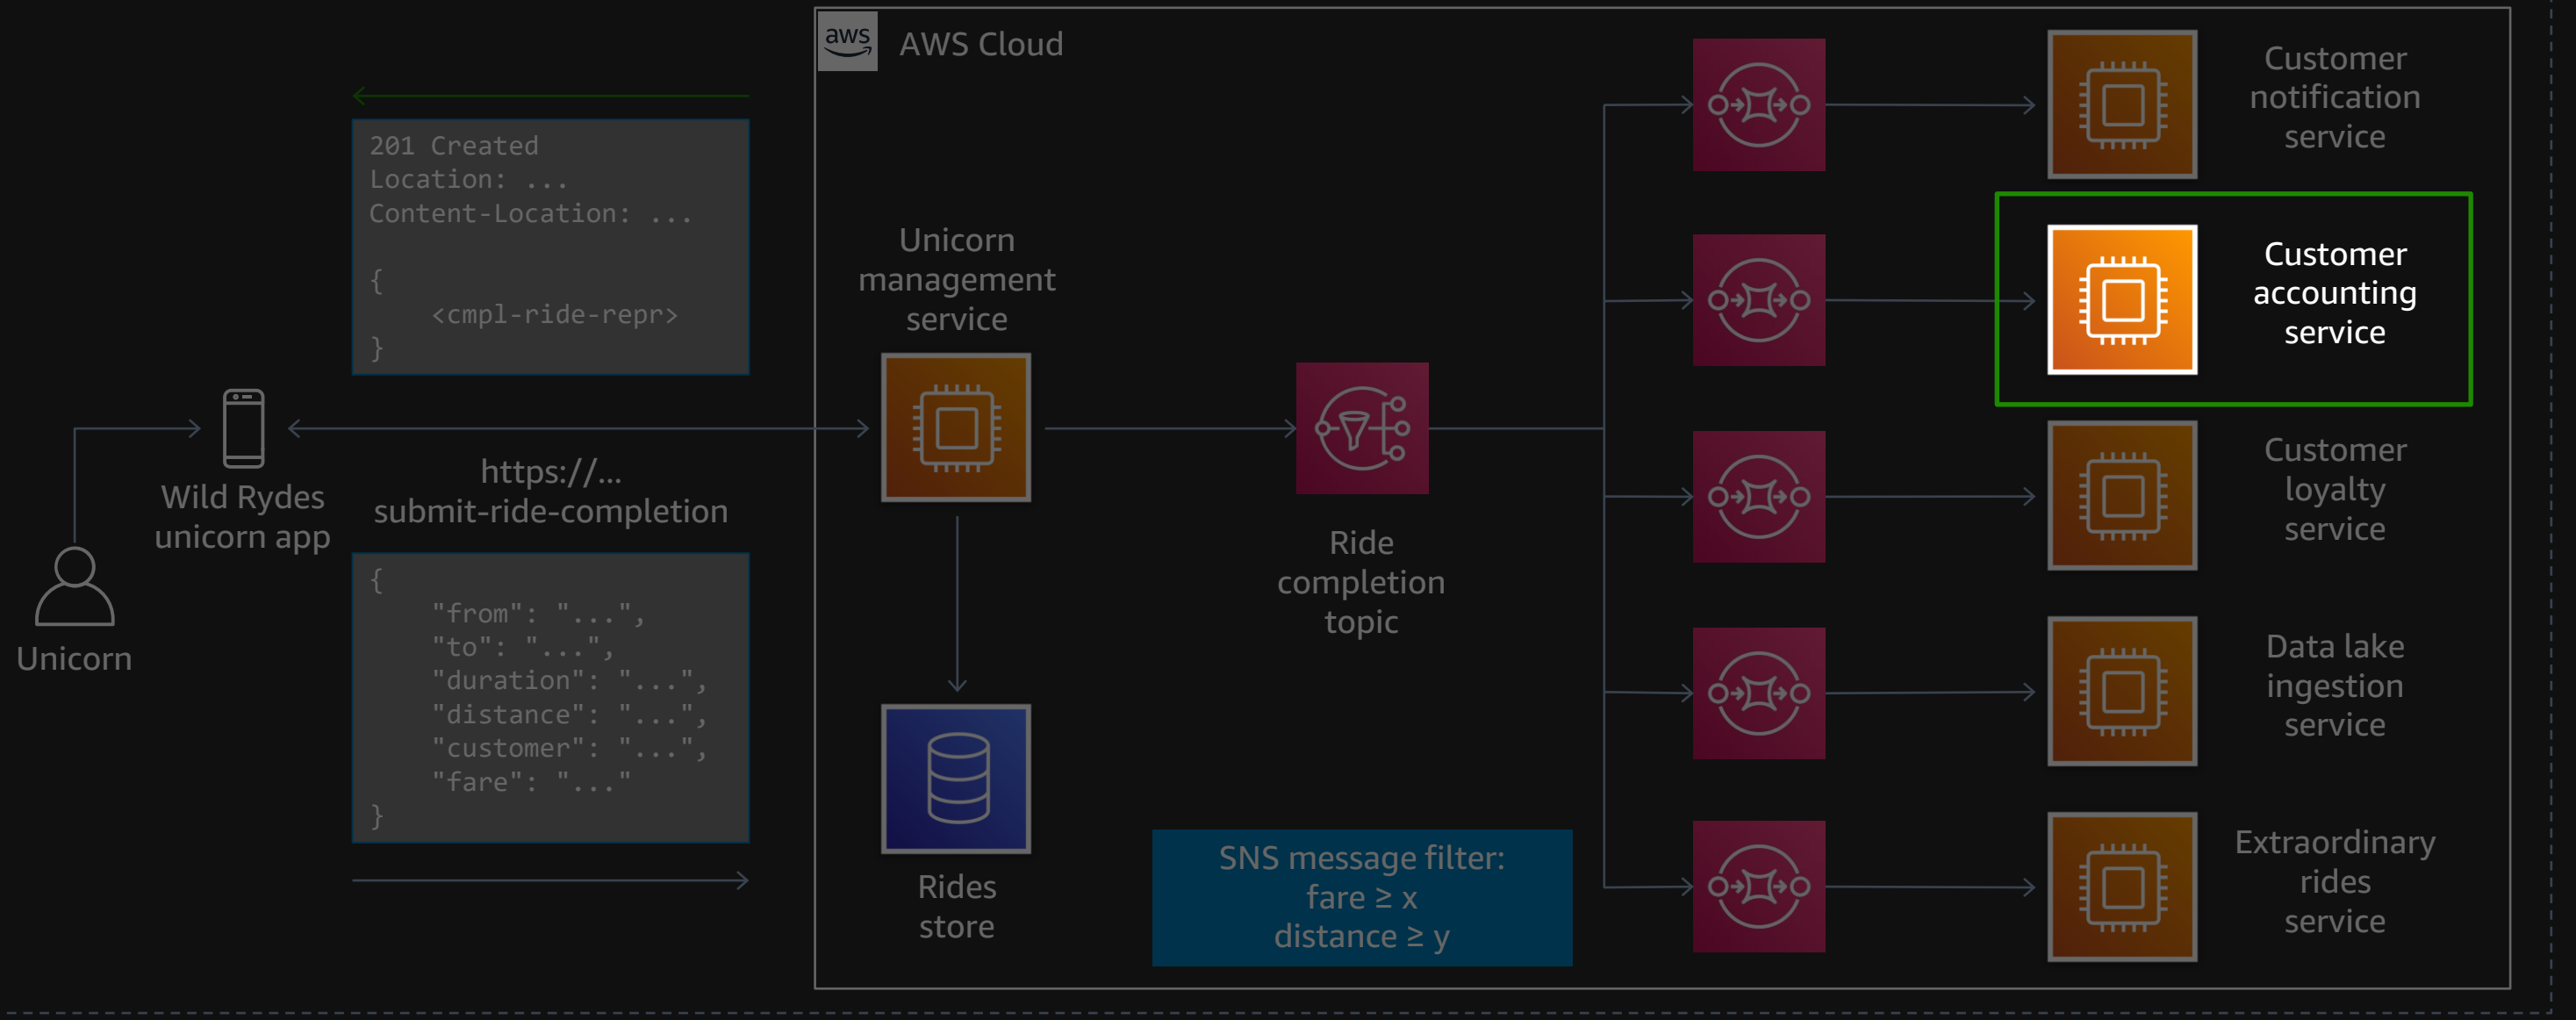 aws
AWS Cloud
201 Created
Location: ...
Content-Location: ...
{
<cmpl-ride-repr>
}
Unicorn
Wild Rydes
unicorn app
https://...
submit-ride-completion
{
"from": "...",
"to": "...",
"duration": "...",
"distance": "...",
"customer": "...",
"fare": "..."
}
Unicorn
management
service
Rides
store
Ride
completion
topic
SNS message filter:
fare ≥ x
distance ≥ y
Customer
notification
service
Customer
accounting
service
Customer
loyalty
service
Data lake
ingestion
service
Extraordinary
rides
service